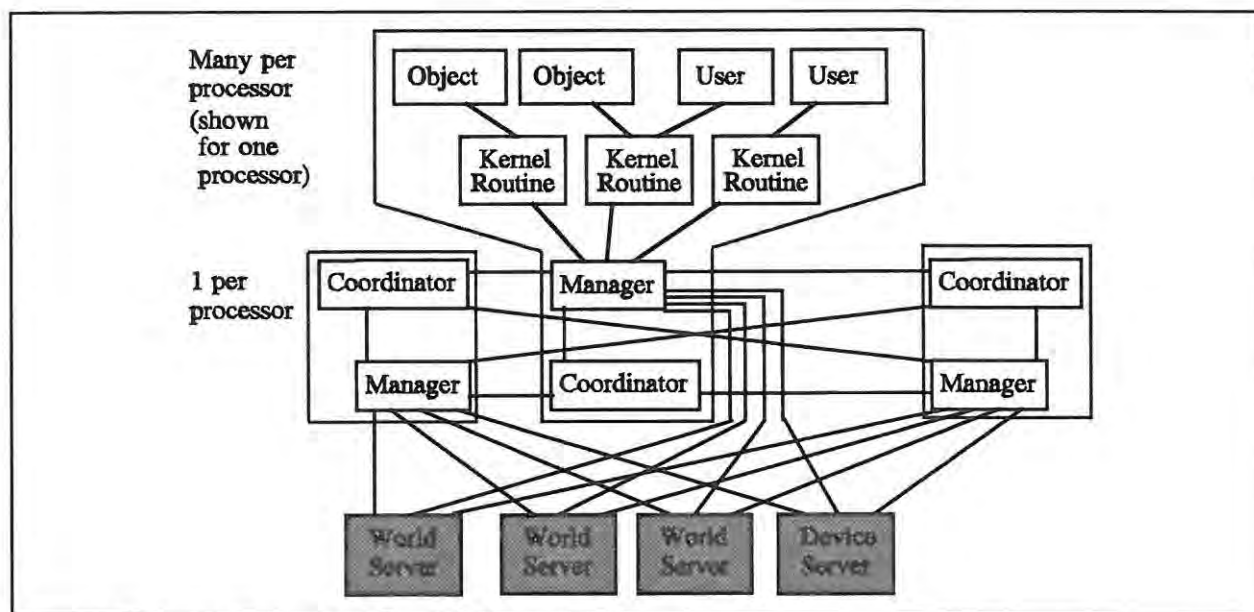 Many per
processor
(shown
for one
processor)
Object
Object
User
User
Kernel
Routine
Kernel
Routine
Kernel
Routine
1 per
processor
Coordinator
Manager
Coordinator
Manager
Coordinator
Manager
World
Server
World
Server
World
Server
Device
Server